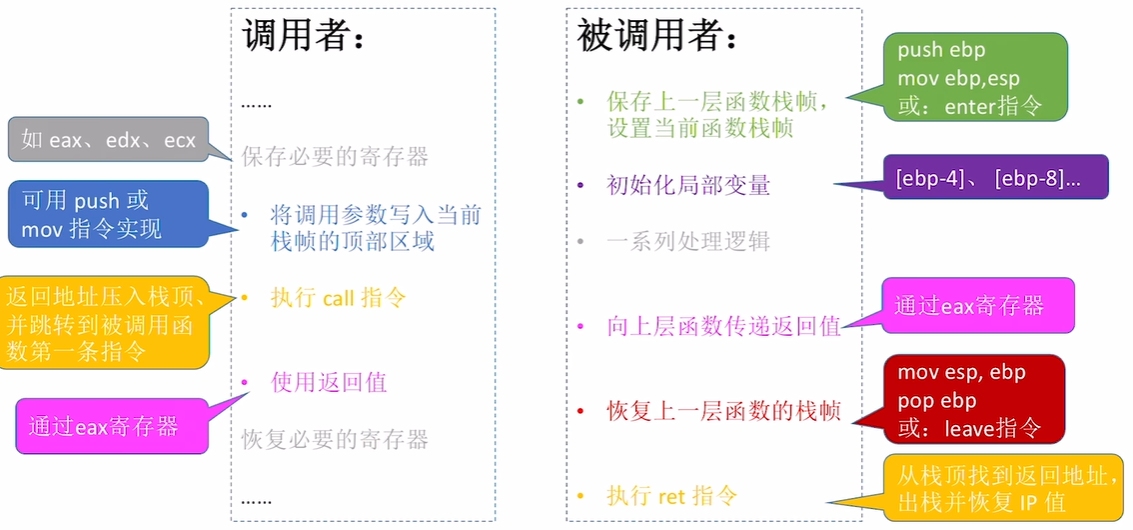 调用者：
……
如 eax、edx、ecx
保存必要的寄存器
可用 push 或
mov 指令实现
• 将调用参数写入当前
栈帧的顶部区域
返回地址压入栈顶、
并跳转到被调用函
数第一条指令
• 执行 call 指令
• 使用返回值
通过eax寄存器
恢复必要的寄存器
……
被调用者：
• 保存上一层函数栈帧，
设置当前函数栈帧
push ebp
mov ebp,esp
或：enter指令
• 初始化局部变量
[ebp-4]、 [ebp-8]...
• 一系列处理逻辑
• 向上层函数传递返回值
通过eax寄存器
• 恢复上一层函数的栈帧
mov esp, ebp
pop ebp
或：leave指令
• 执行 ret 指令
从栈顶找到返回地址，
出栈并恢复 IP 值